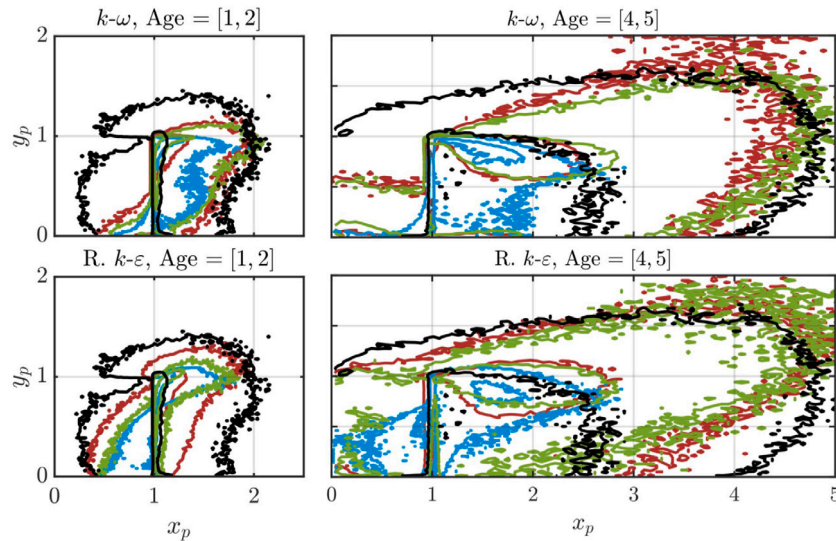 k-ω, Age = [1, 2]
k-ω, Age = [4, 5]
2
1
0
y_p
R. k-ε, Age = [1, 2]
R. k-ε, Age = [4, 5]
2
1
0
y_p
0 1 2
0 1 2 3 4 5
x_p
x_p